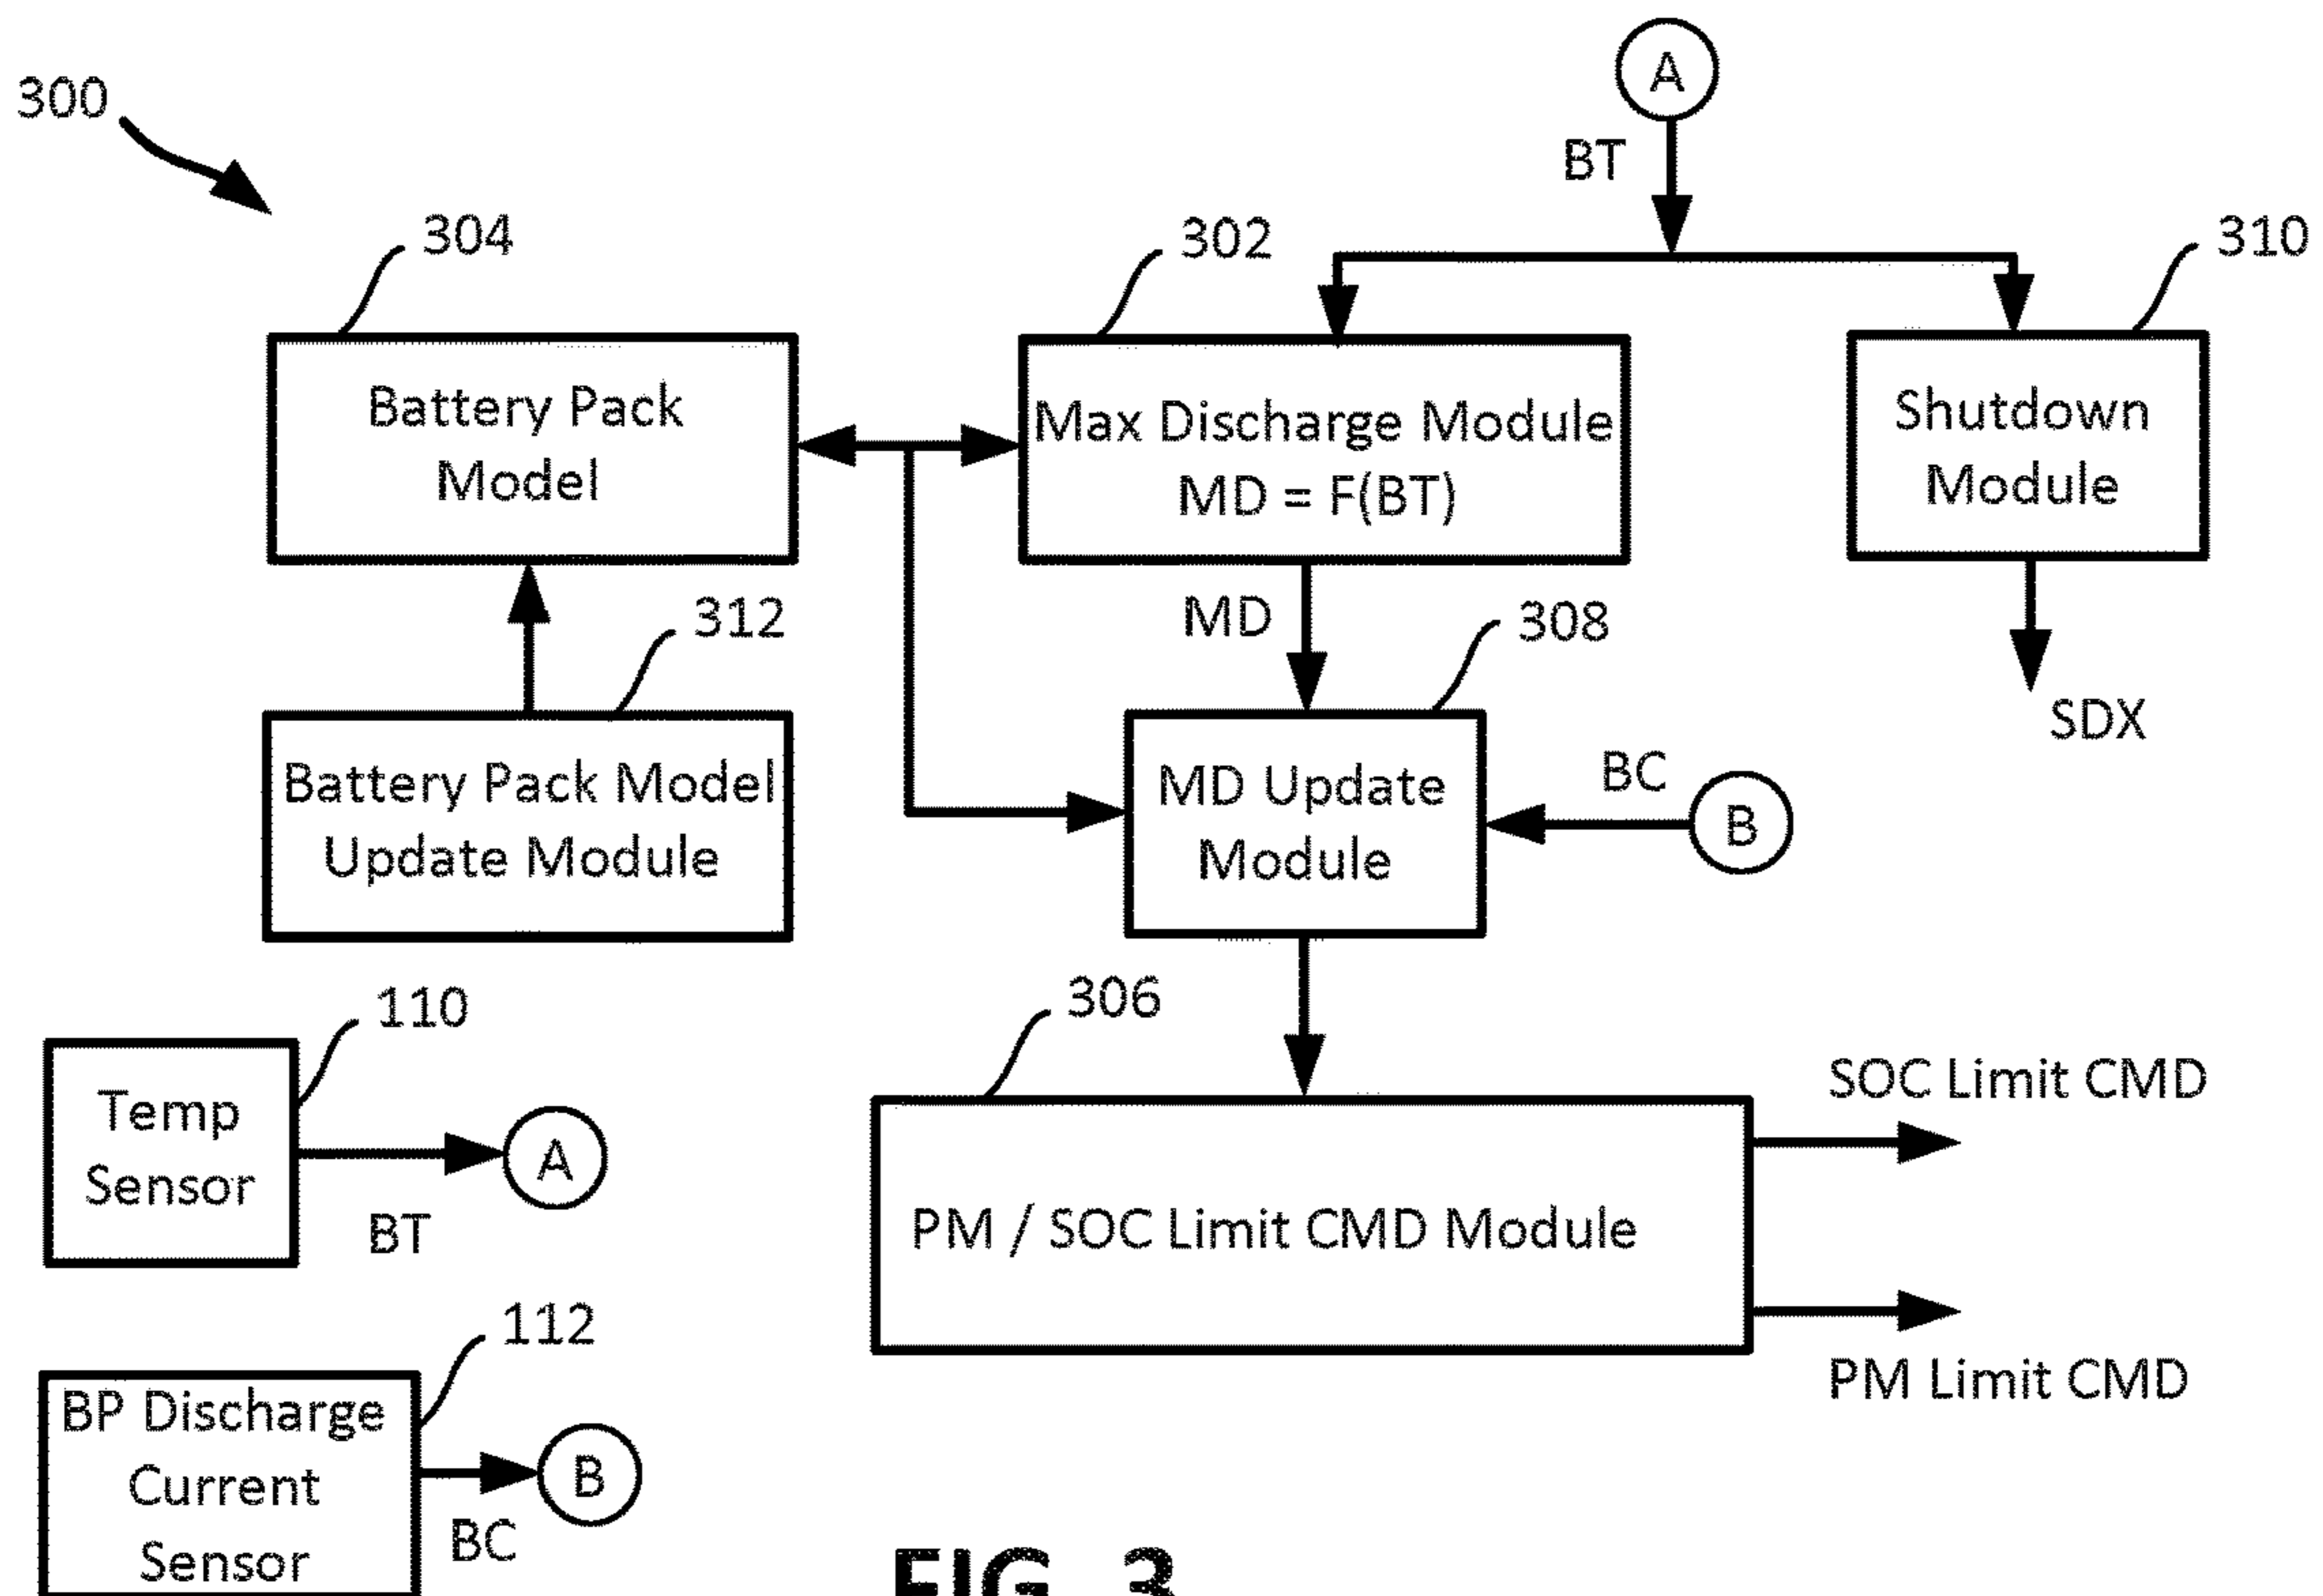 300
A
BT
304
302
310
Battery Pack
Model
Max Discharge Module
MD = F(BT)
Shutdown
Module
312
MD
308
SDX
Battery Pack Model
Update Module
MD Update
Module
BC
B
110
306
Temp
Sensor
A
BT
PM / SOC Limit CMD Module
SOC Limit CMD
PM Limit CMD
112
BP Discharge
Current
Sensor
B
BC
FIG. 3